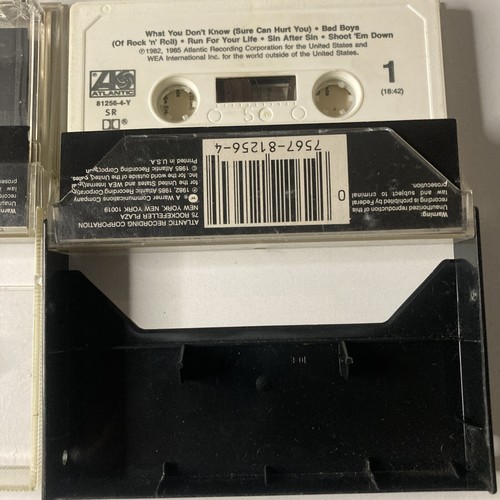 What You Don't Know (Sure Can Hurt You) • Bad Boys
(Of Rock 'n' Roll) • Run For Your Life • Sin After Sin • Shoot 'Em Down
℗1982, 1985 Atlantic Recording Corporation for the United States and
WEA International Inc. for the world outside of the United States.
ATLANTIC
81256-4-Y
SR
1
(18:42)
ATLANTIC RECORDING CORPORATION
75 ROCKEFELLER PLAZA
NEW YORK, NEW YORK 10019
A Warner Communications Company
℗ 1982, 1985 Atlantic Recording Corporation
for the United States and WEA International
Inc. for the world outside of the United States.
© 1985 Atlantic Recording Corporation
Printed in U.S.A.
0
7567-81256-4
Warning:
Unauthorized reproduction of this
recording is prohibited by Federal
law and subject to criminal
prosecution.